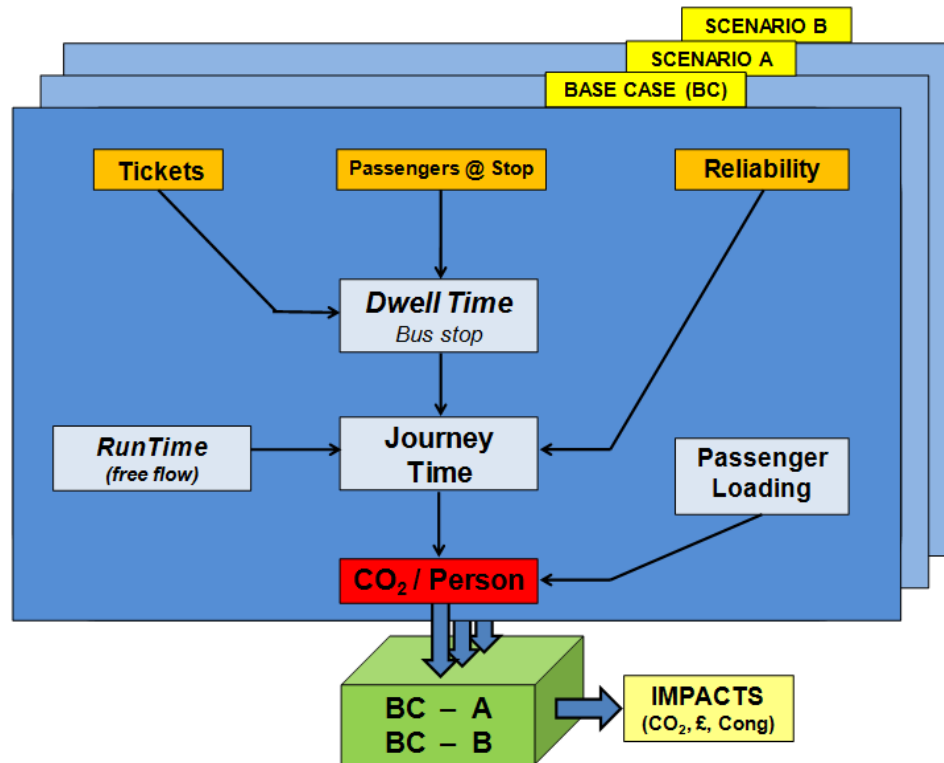 SCENARIO B
SCENARIO A
BASE CASE (BC)
Tickets
Passengers @ Stop
Reliability
Dwell Time
Bus stop
RunTime
(free flow)
Journey
Time
Passenger
Loading
CO₂ / Person
BC – A
BC – B
IMPACTS
(CO₂, £, Cong)